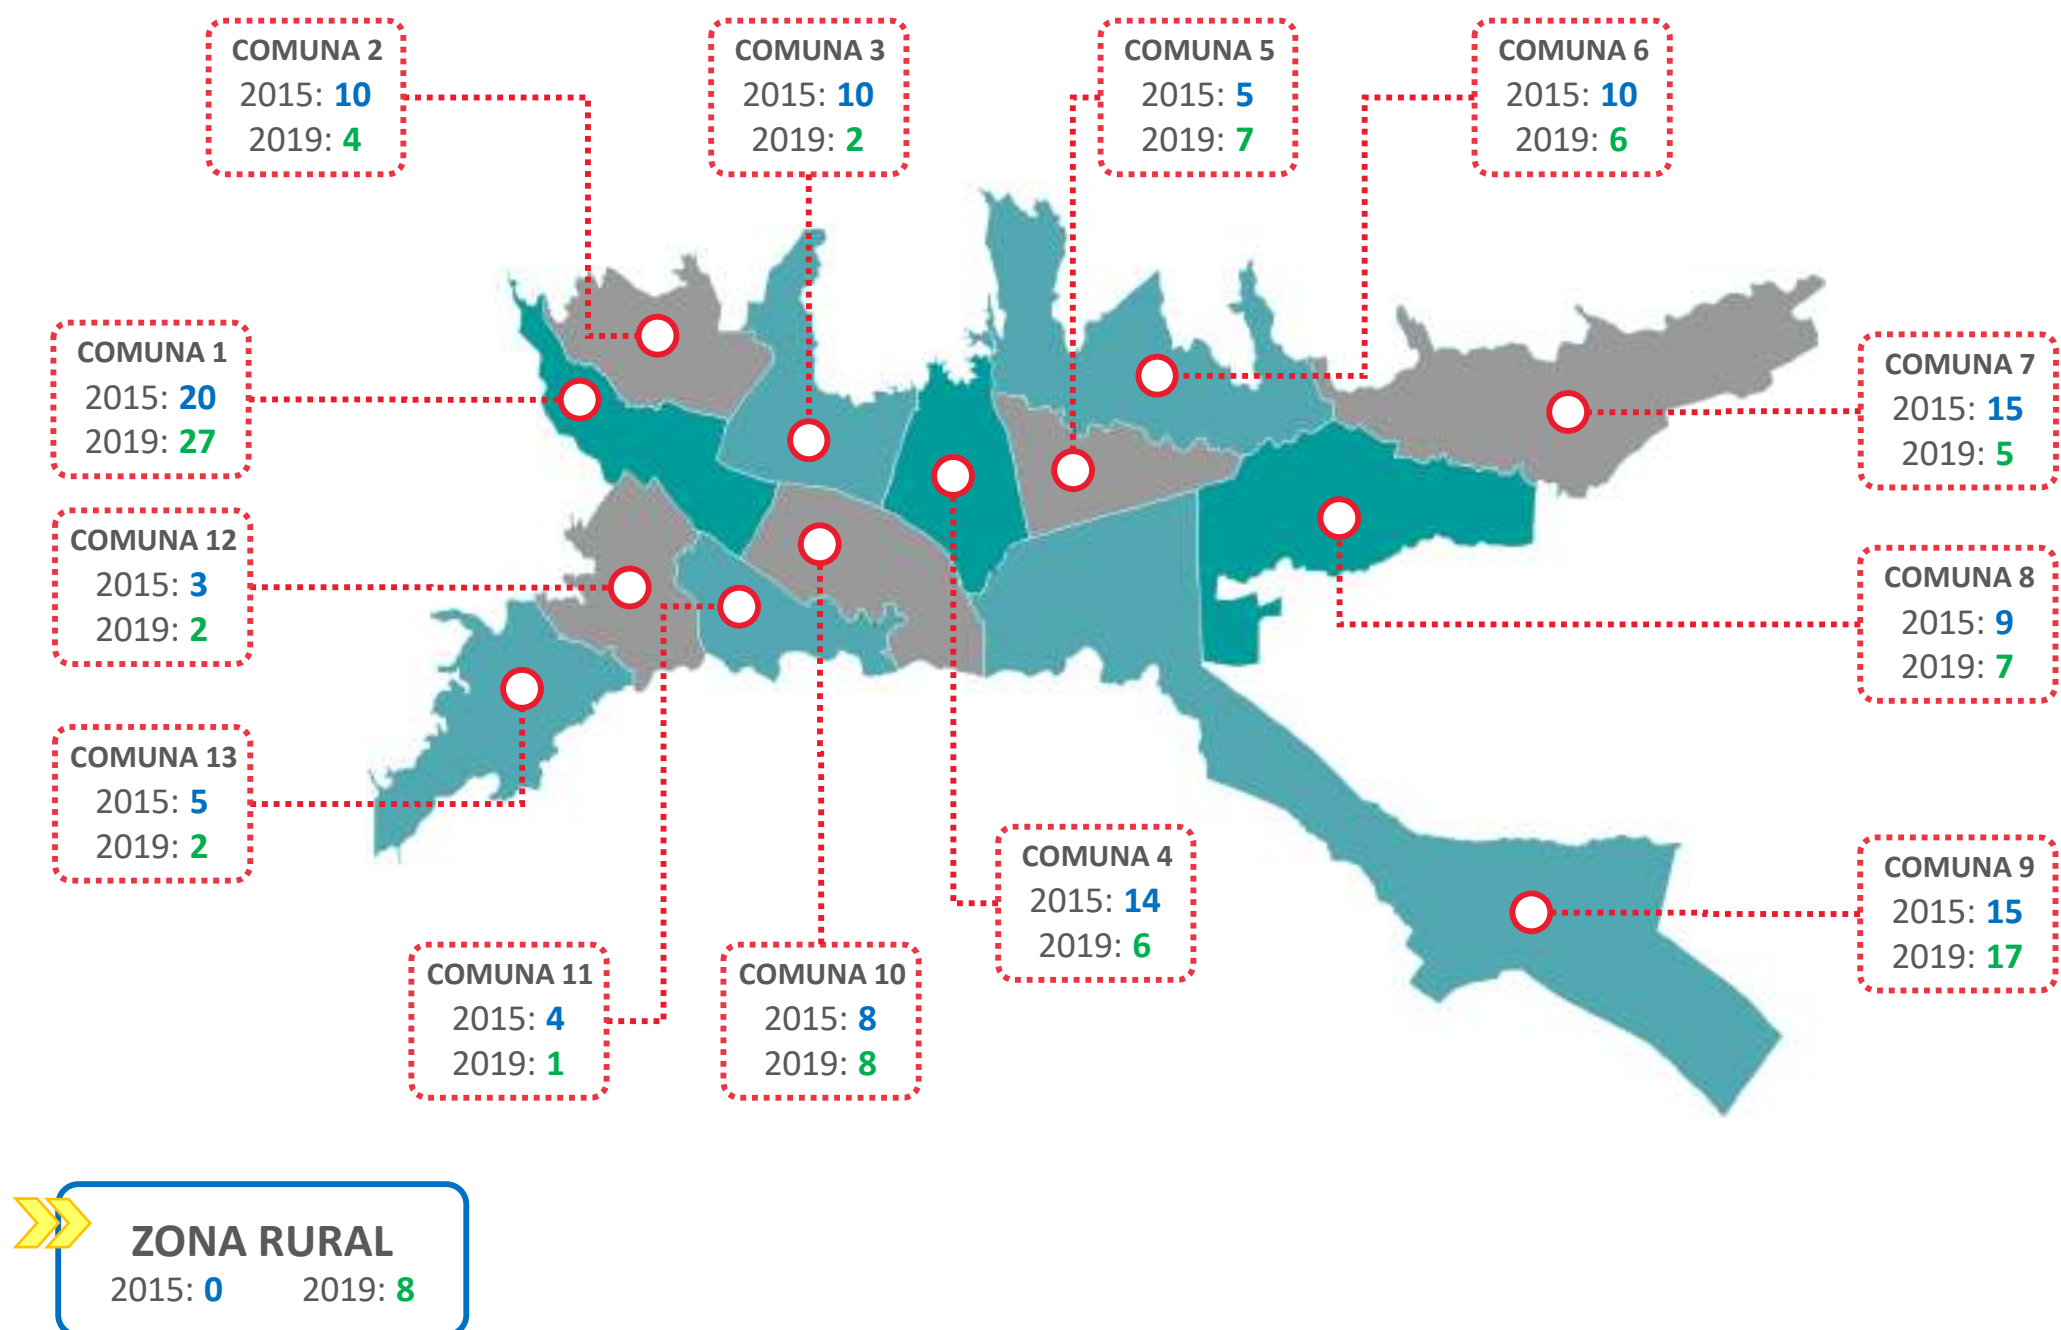 COMUNA 2
2015: 10
2019: 4
COMUNA 3
2015: 10
2019: 2
COMUNA 5
2015: 5
2019: 7
COMUNA 6
2015: 10
2019: 6
COMUNA 1
2015: 20
2019: 27
COMUNA 7
2015: 15
2019: 5
COMUNA 12
2015: 3
2019: 2
COMUNA 8
2015: 9
2019: 7
COMUNA 13
2015: 5
2019: 2
COMUNA 4
2015: 14
2019: 6
COMUNA 9
2015: 15
2019: 17
COMUNA 11
2015: 4
2019: 1
COMUNA 10
2015: 8
2019: 8
ZONA RURAL
2015: 0 2019: 8